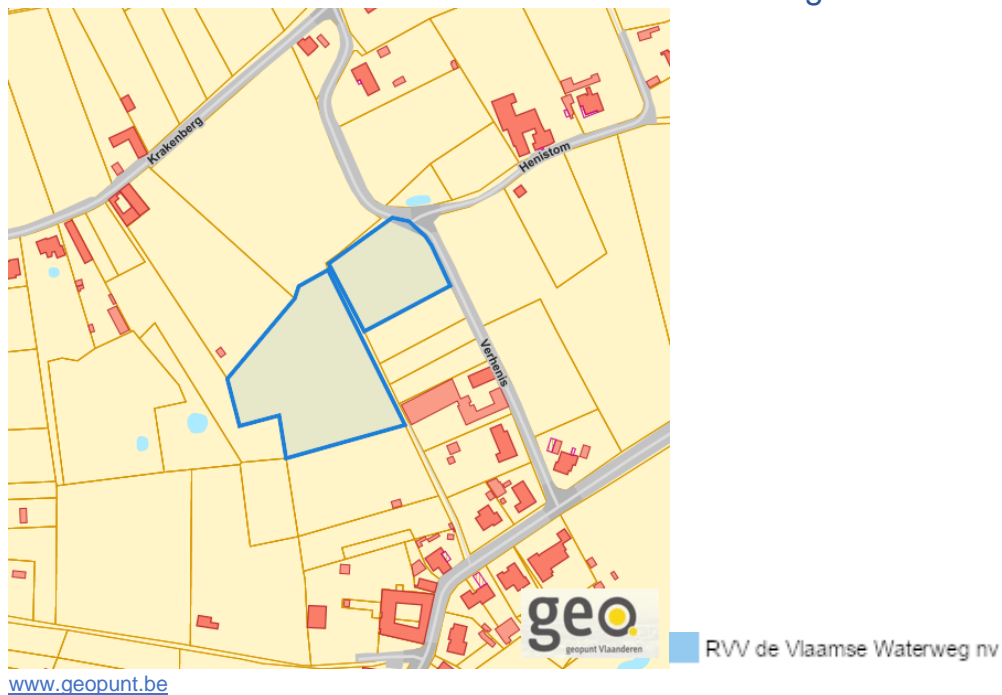 Krakenberg
Henistom
Verhenis
geo.
geopunt Vlaanderen
RVV de Vlaamse Waterweg nv
www.geopunt.be